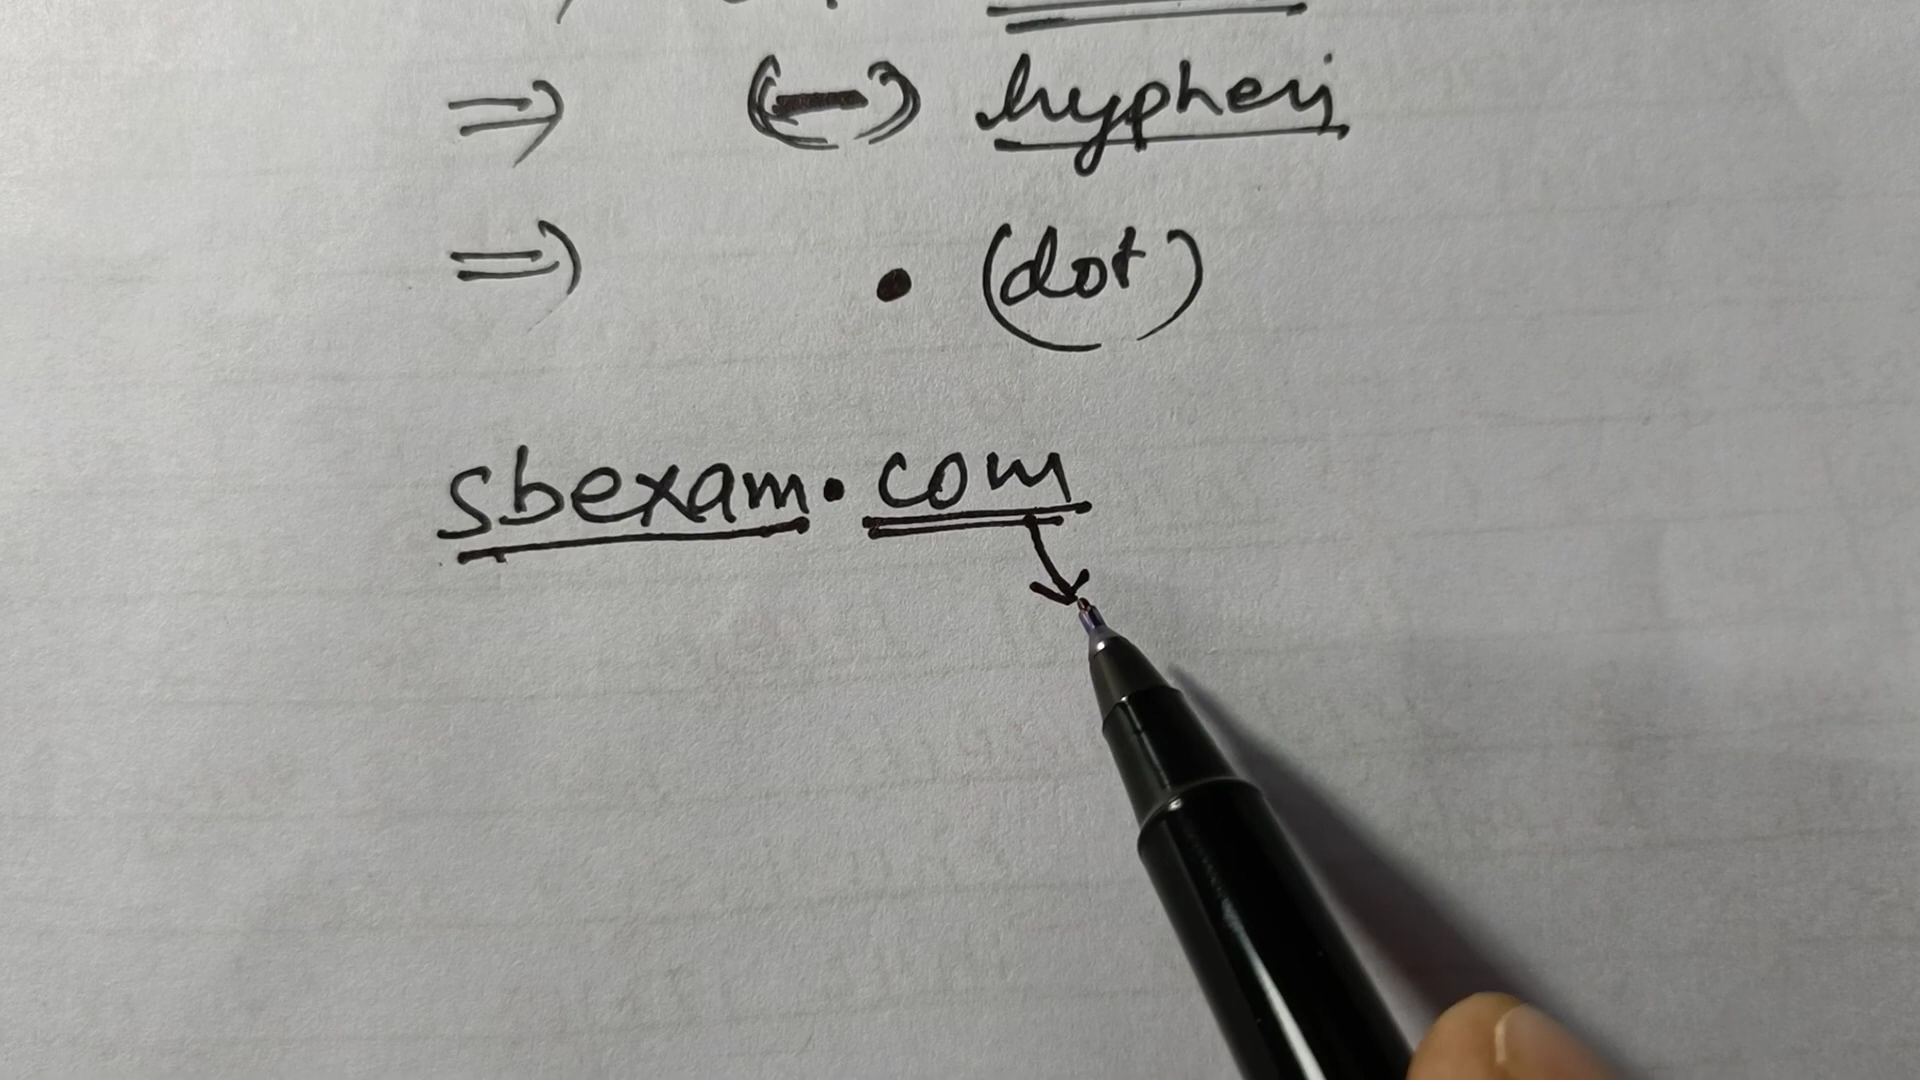 ⇒ (-) hyphen
⇒ • (dot)
sbexam.com